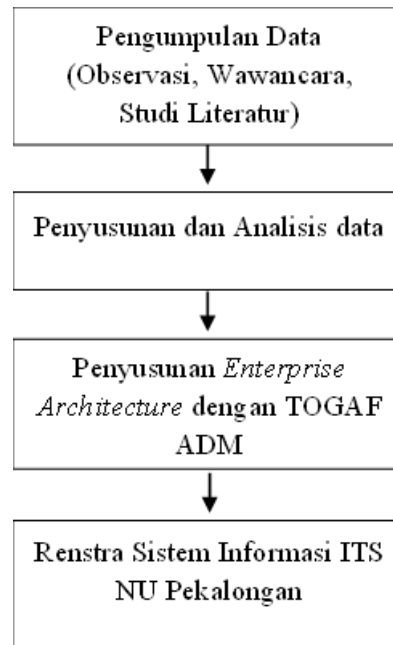 Pengumpulan Data
(Observasi, Wawancara,
Studi Literatur)
Penyusunan dan Analisis data
Penyusunan Enterprise
Architecture dengan TOGAF
ADM
Renstra Sistem Informasi ITS
NU Pekalongan